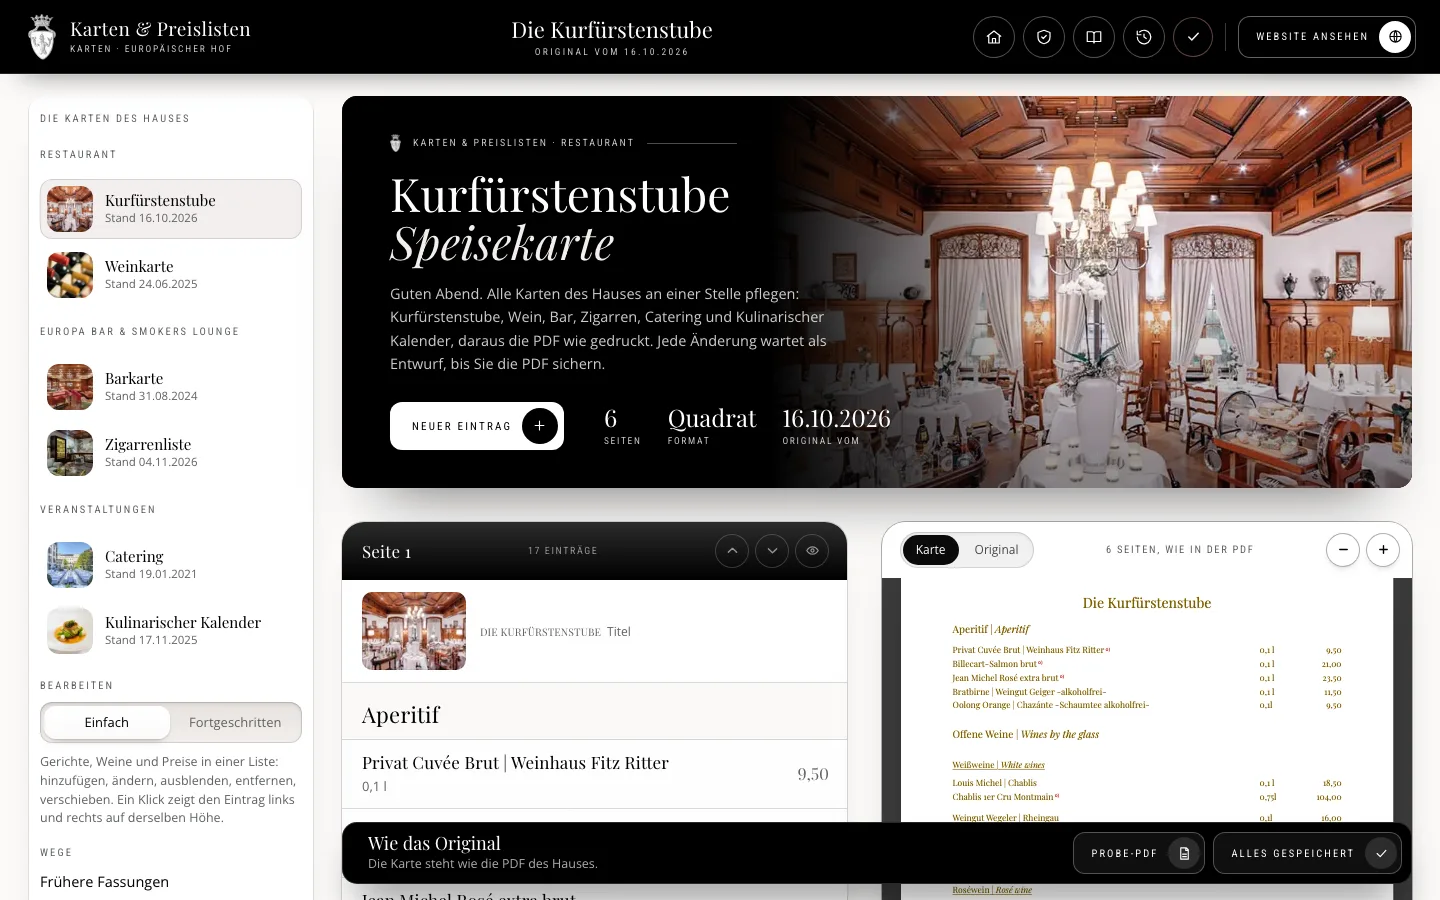 Karten & Preislisten
KARTEN · EUROPÄISCHER HOF
Die Kurfürstenstube
ORIGINAL VOM 16.10.2026
WEBSITE ANSEHEN
DIE KARTEN DES HAUSES
RESTAURANT
Kurfürstenstube
Stand 16.10.2026
Weinkarte
Stand 24.06.2025
EUROPA BAR & SMOKERS LOUNGE
Barkarte
Stand 31.08.2024
Zigarrenliste
Stand 04.11.2026
VERANSTALTUNGEN
Catering
Stand 19.01.2021
Kulinarischer Kalender
Stand 17.11.2025
BEARBEITEN
Einfach
Fortgeschritten
Gerichte, Weine und Preise in einer Liste:
hinzufügen, ändern, ausblenden, entfernen,
verschieben. Ein Klick zeigt den Eintrag links
und rechts auf derselben Höhe.
WEGE
Frühere Fassungen
KARTEN & PREISLISTEN · RESTAURANT
Kurfürstenstube
Speisekarte
Guten Abend. Alle Karten des Hauses an einer Stelle pflegen:
Kurfürstenstube, Wein, Bar, Zigarren, Catering und Kulinarischer
Kalender, daraus die PDF wie gedruckt. Jede Änderung wartet als
Entwurf, bis Sie die PDF sichern.
NEUER EINTRAG
6
SEITEN
Quadrat
FORMAT
16.10.2026
ORIGINAL VOM
Seite 1
17 EINTRÄGE
DIE KURFÜRSTENSTUBE Titel
Aperitif
Privat Cuvée Brut | Weinhaus Fitz Ritter
0,1 l
9,50
Jean Michel Rosé extra brut
Karte
Original
6 SEITEN, WIE IN DER PDF
Die Kurfürstenstube
Aperitif | Aperitif
Privat Cuvée Brut | Weinhaus Fitz Ritter 0,1 l 9,50
Billecart-Salmon brut 0,1 l 21,00
Jean Michel Rosé extra brut 0,1 l 23,50
Bratbirne | Weingut Geiger -alkoholfrei- 0,1 l 11,50
Oolong Orange | Chazánte -Schaumtee alkoholfrei- 0,1l 9,50
Offene Weine | Wines by the glass
Weißweine | White wines
Louis Michel | Chablis 0,1 l 18,50
Chablis 1er Cru Montmain 0,75l 104,00
Weingut Wegeler | Rheingau 0,1l 16,00
Roséwein | Rosé wine
Wie das Original
Die Karte steht wie die PDF des Hauses.
PROBE-PDF
ALLES GESPEICHERT